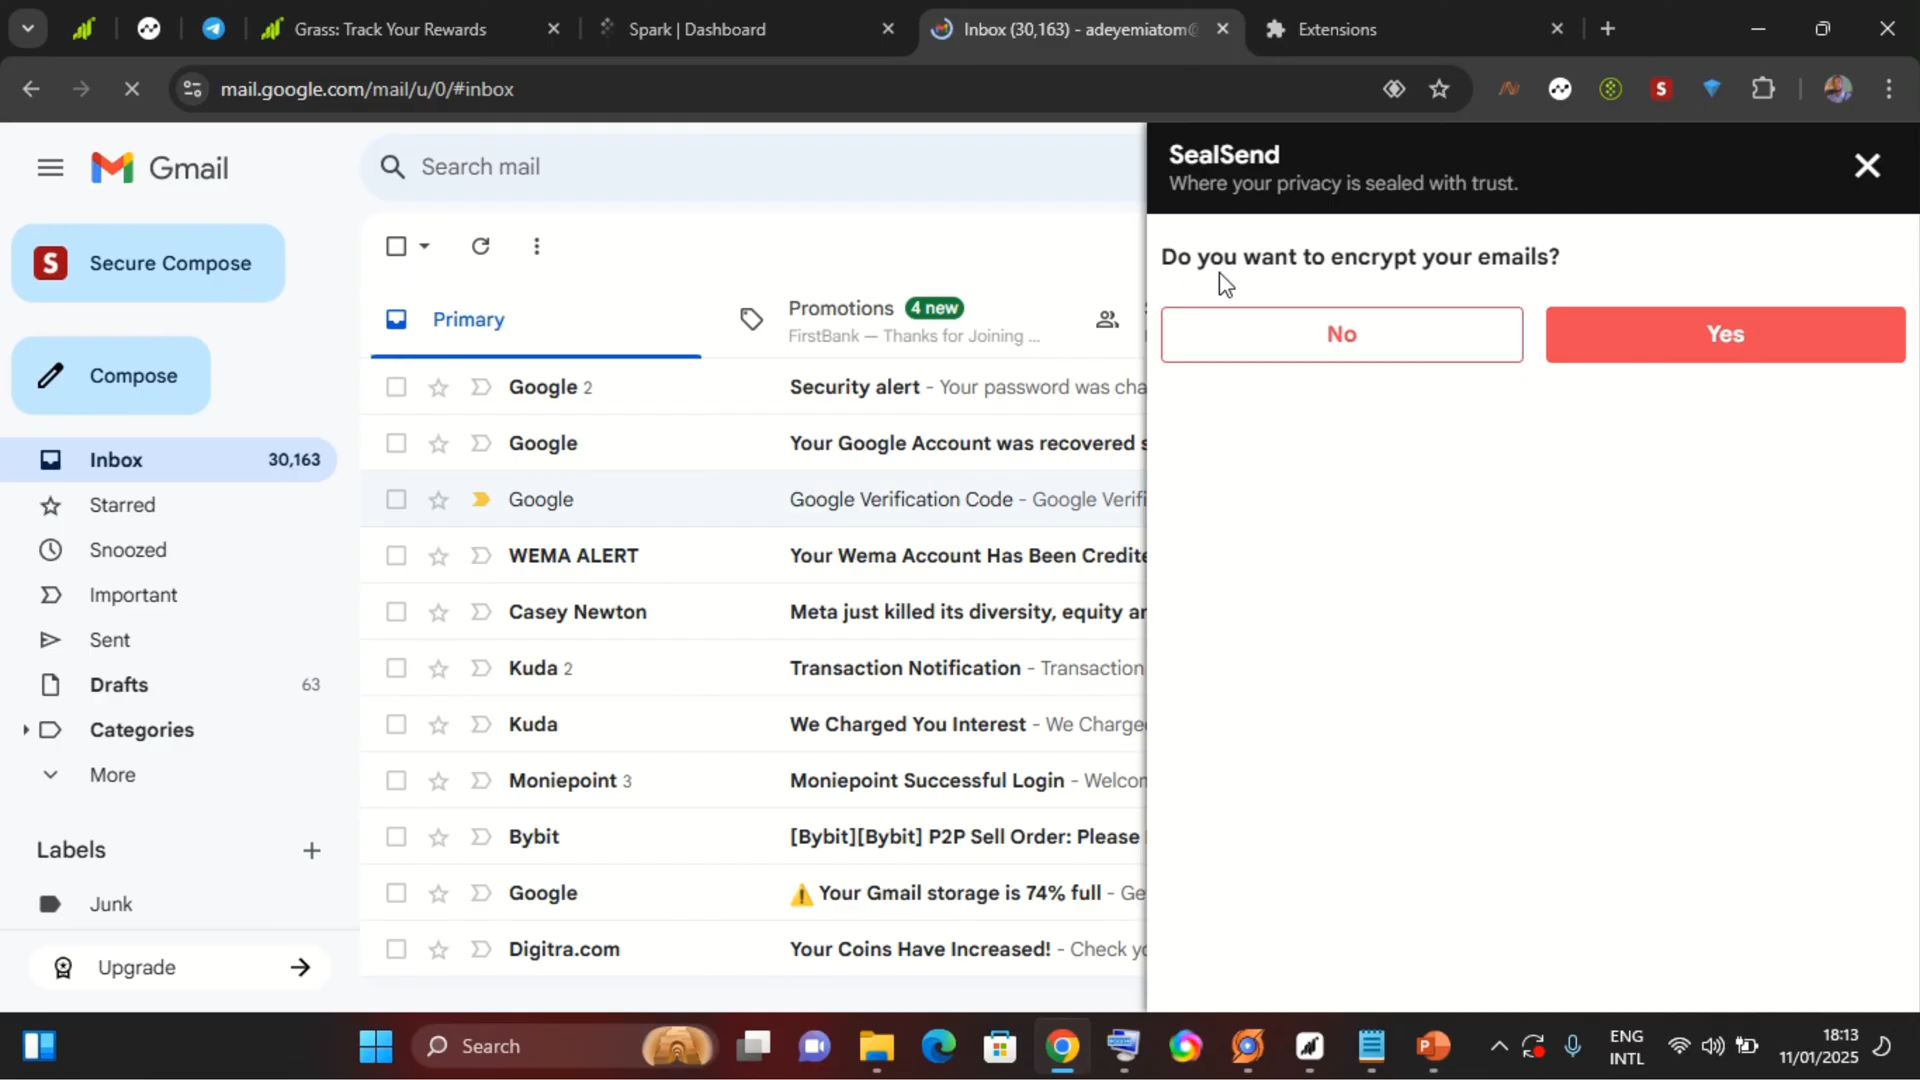 Grass: Track Your Rewards
Spark | Dashboard
Inbox (30,163) - adeyemiatom@
Extensions
mail.google.com/mail/u/0/#inbox
Gmail
Search mail
SealSend
Where your privacy is sealed with trust.
S Secure Compose
Do you want to encrypt your emails?
No
Yes
Primary
Promotions 4 new
FirstBank — Thanks for Joining ...
Compose
Google 2 Security alert - Your password was cha
Google Your Google Account was recovered s
Inbox 30,163
Google Google Verification Code - Google Verifi
Starred
Snoozed
WEMA ALERT Your Wema Account Has Been Credite
Important
Casey Newton Meta just killed its diversity, equity an
Sent
Kuda 2 Transaction Notification - Transaction
Drafts 63
Kuda We Charged You Interest - We Charged
Categories
More
Moniepoint 3 Moniepoint Successful Login - Welcom
Bybit [Bybit][Bybit] P2P Sell Order: Please
Labels
Google Your Gmail storage is 74% full - Ge
Junk
Digitra.com Your Coins Have Increased! - Check yo
Upgrade
Search
ENG
INTL
18:13
11/01/2025